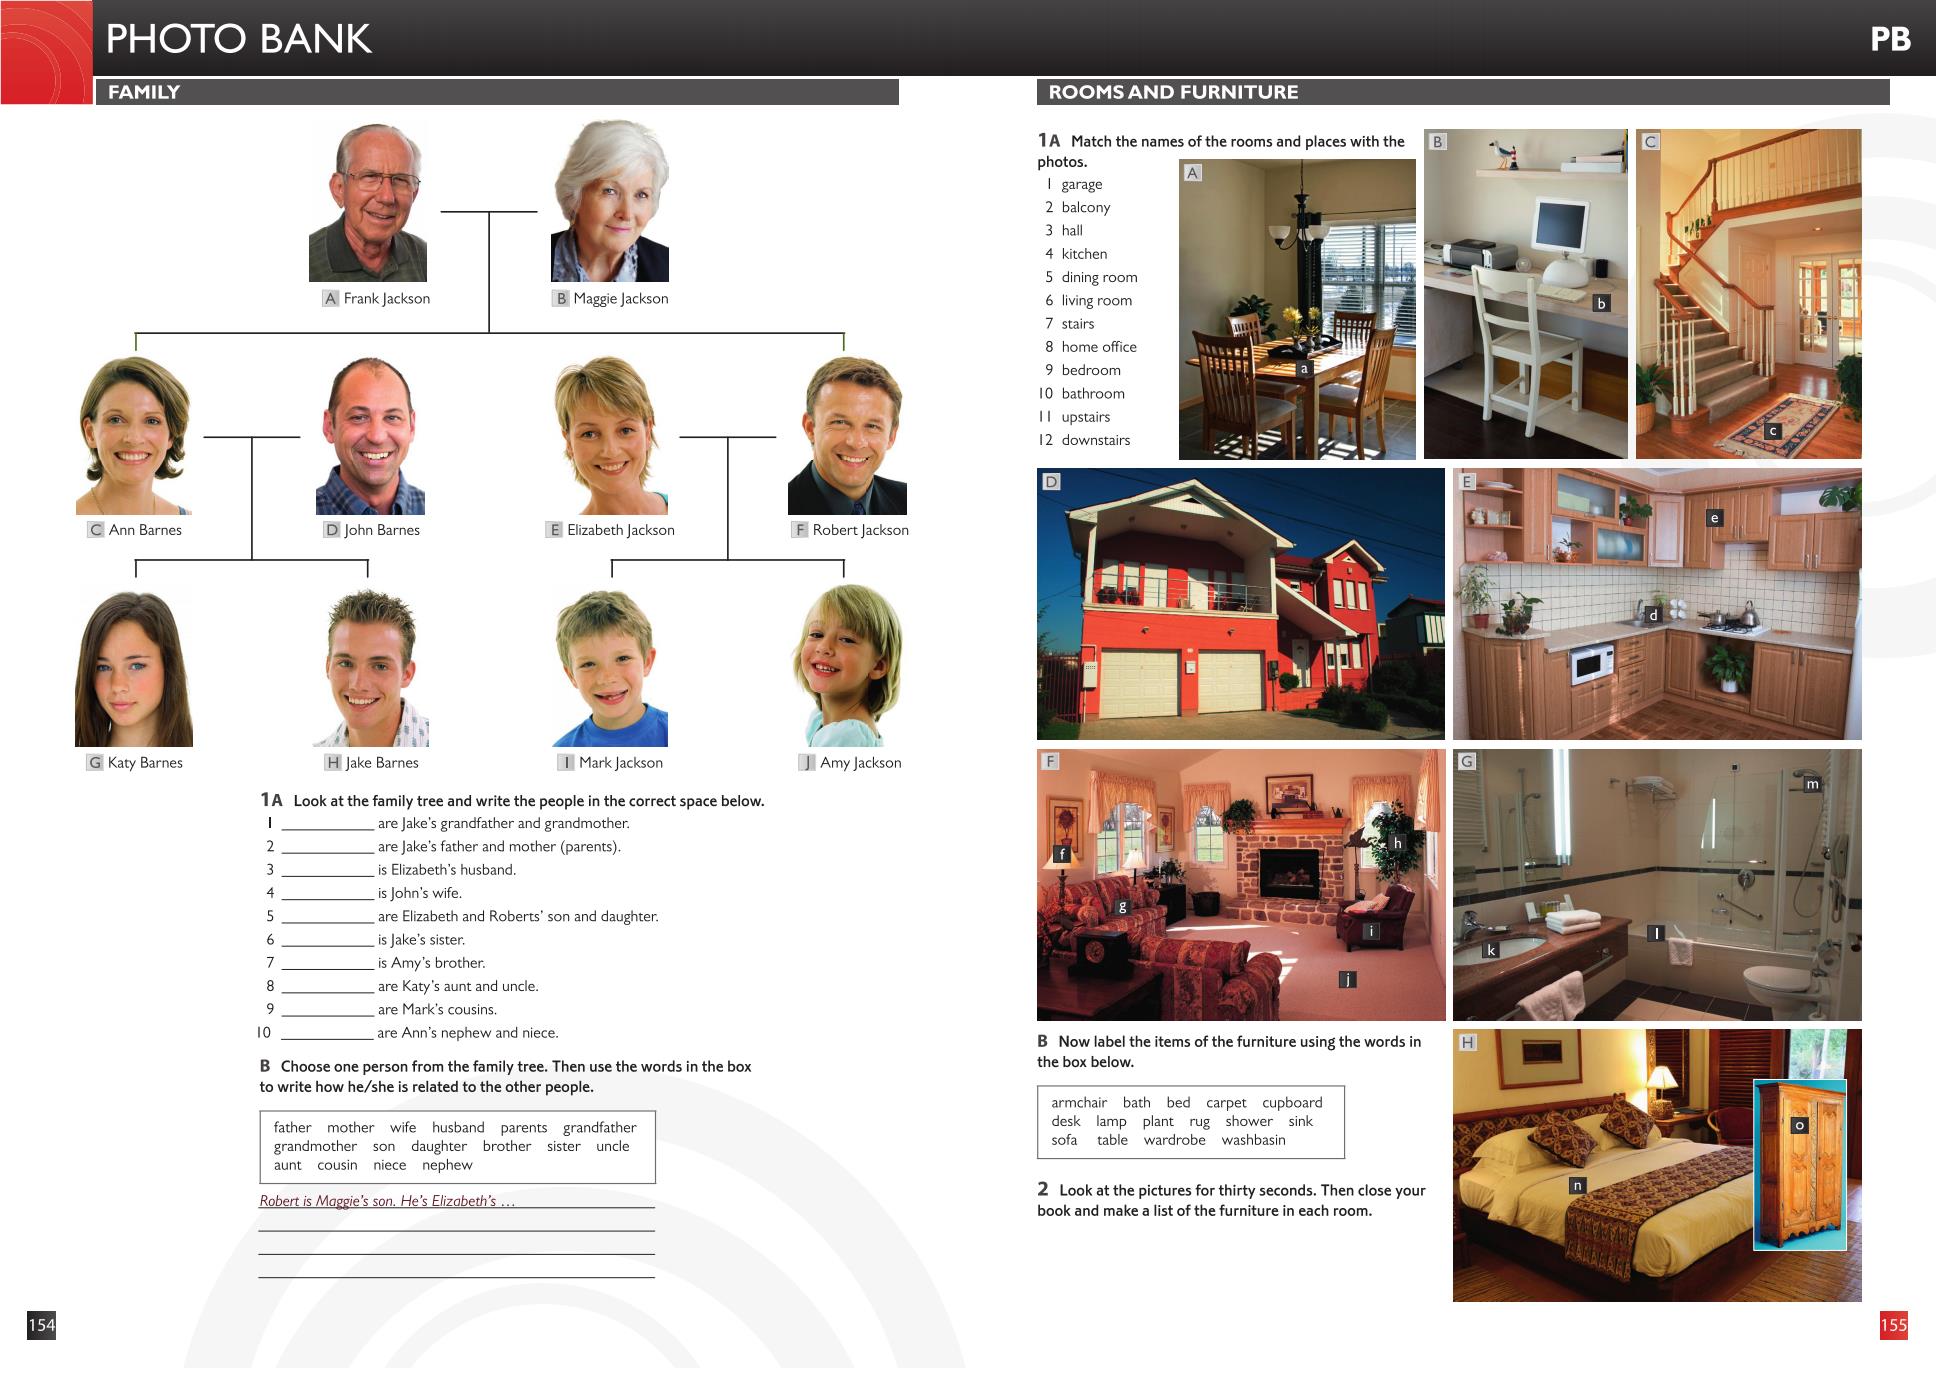 PHOTO BANK
PB
FAMILY
A Frank Jackson
B Maggie Jackson
C Ann Barnes
D John Barnes
E Elizabeth Jackson
F Robert Jackson
G Katy Barnes
H Jake Barnes
I Mark Jackson
J Amy Jackson
1A Look at the family tree and write the people in the correct space below.
1 ____________ are Jake's grandfather and grandmother.
2 ____________ are Jake's father and mother (parents).
3 ____________ is Elizabeth's husband.
4 ____________ is John's wife.
5 ____________ are Elizabeth and Roberts' son and daughter.
6 ____________ is Jake's sister.
7 ____________ is Amy's brother.
8 ____________ are Katy's aunt and uncle.
9 ____________ are Mark's cousins.
10 ____________ are Ann's nephew and niece.
B Choose one person from the family tree. Then use the words in the box
to write how he/she is related to the other people.
father mother wife husband parents grandfather
grandmother son daughter brother sister uncle
aunt cousin niece nephew
Robert is Maggie's son. He's Elizabeth's …
154
ROOMS AND FURNITURE
1A Match the names of the rooms and places with the
photos.
1 garage
2 balcony
3 hall
4 kitchen
5 dining room
6 living room
7 stairs
8 home office
9 bedroom
10 bathroom
11 upstairs
12 downstairs
A
a
B
b
C
c
D
E
e
d
F
f
g
h
i
j
G
m
k
l
B Now label the items of the furniture using the words in
the box below.
armchair bath bed carpet cupboard
desk lamp plant rug shower sink
sofa table wardrobe washbasin
2 Look at the pictures for thirty seconds. Then close your
book and make a list of the furniture in each room.
H
n
o
155